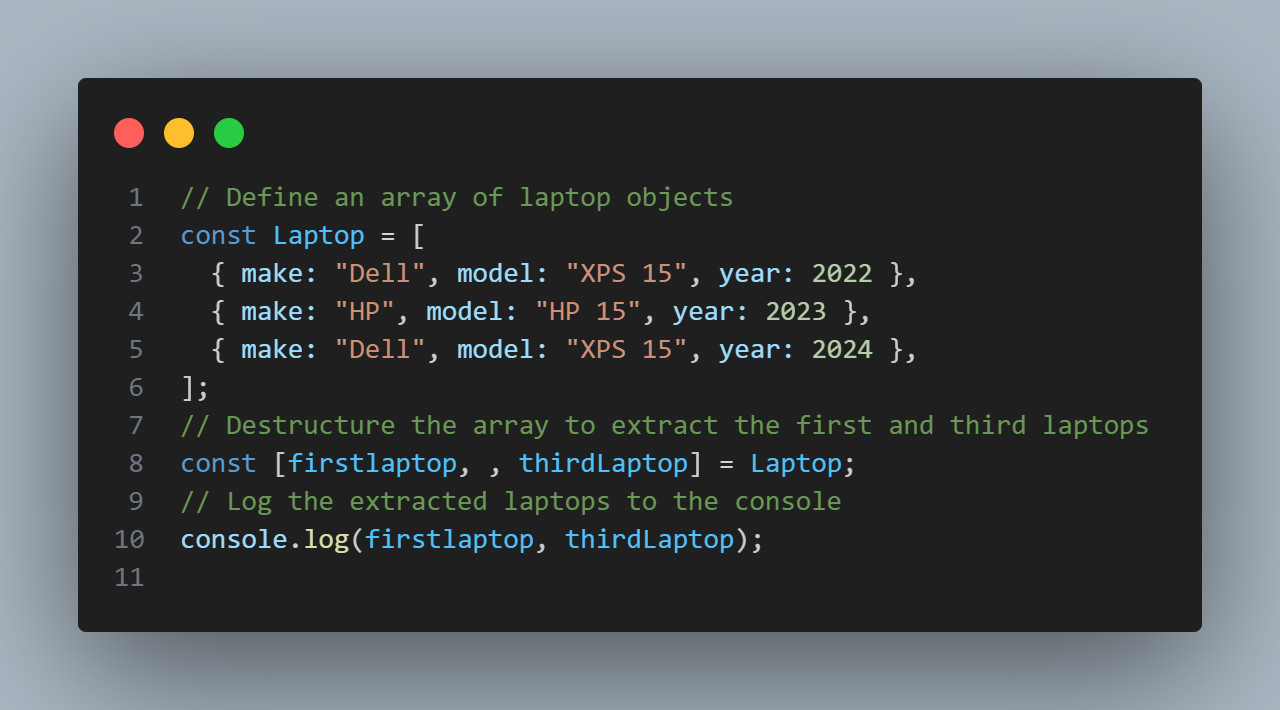 1 // Define an array of laptop objects
2 const Laptop = [
3   { make: "Dell", model: "XPS 15", year: 2022 },
4   { make: "HP", model: "HP 15", year: 2023 },
5   { make: "Dell", model: "XPS 15", year: 2024 },
6 ];
7 // Destructure the array to extract the first and third laptops
8 const [firstlaptop, , thirdLaptop] = Laptop;
9 // Log the extracted laptops to the console
10 console.log(firstlaptop, thirdLaptop);
11